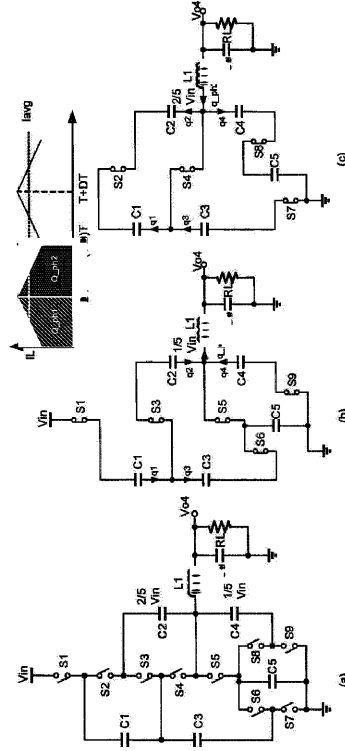 Vin
S1
S2
S3
S4
S5
S6
S7
S8
S9
C1
C2
C3
C4
C5
2/5
Vin
1/5
Vin
L1
RL
Vo4
(a)
Vin
S1
S3
S5
S6
S9
C1
C2
C3
C4
C5
1/5
Vin
L1
q1
q2
q3
q4
RL
Vo4
(b)
IL
Q_ph1
Q_ph2
Iavg
T+DT
S2
S4
S7
S8
C1
C2
C3
C4
C5
2/5
Vin
L1
q1
q2
q3
q4
RL
Vo4
(c)